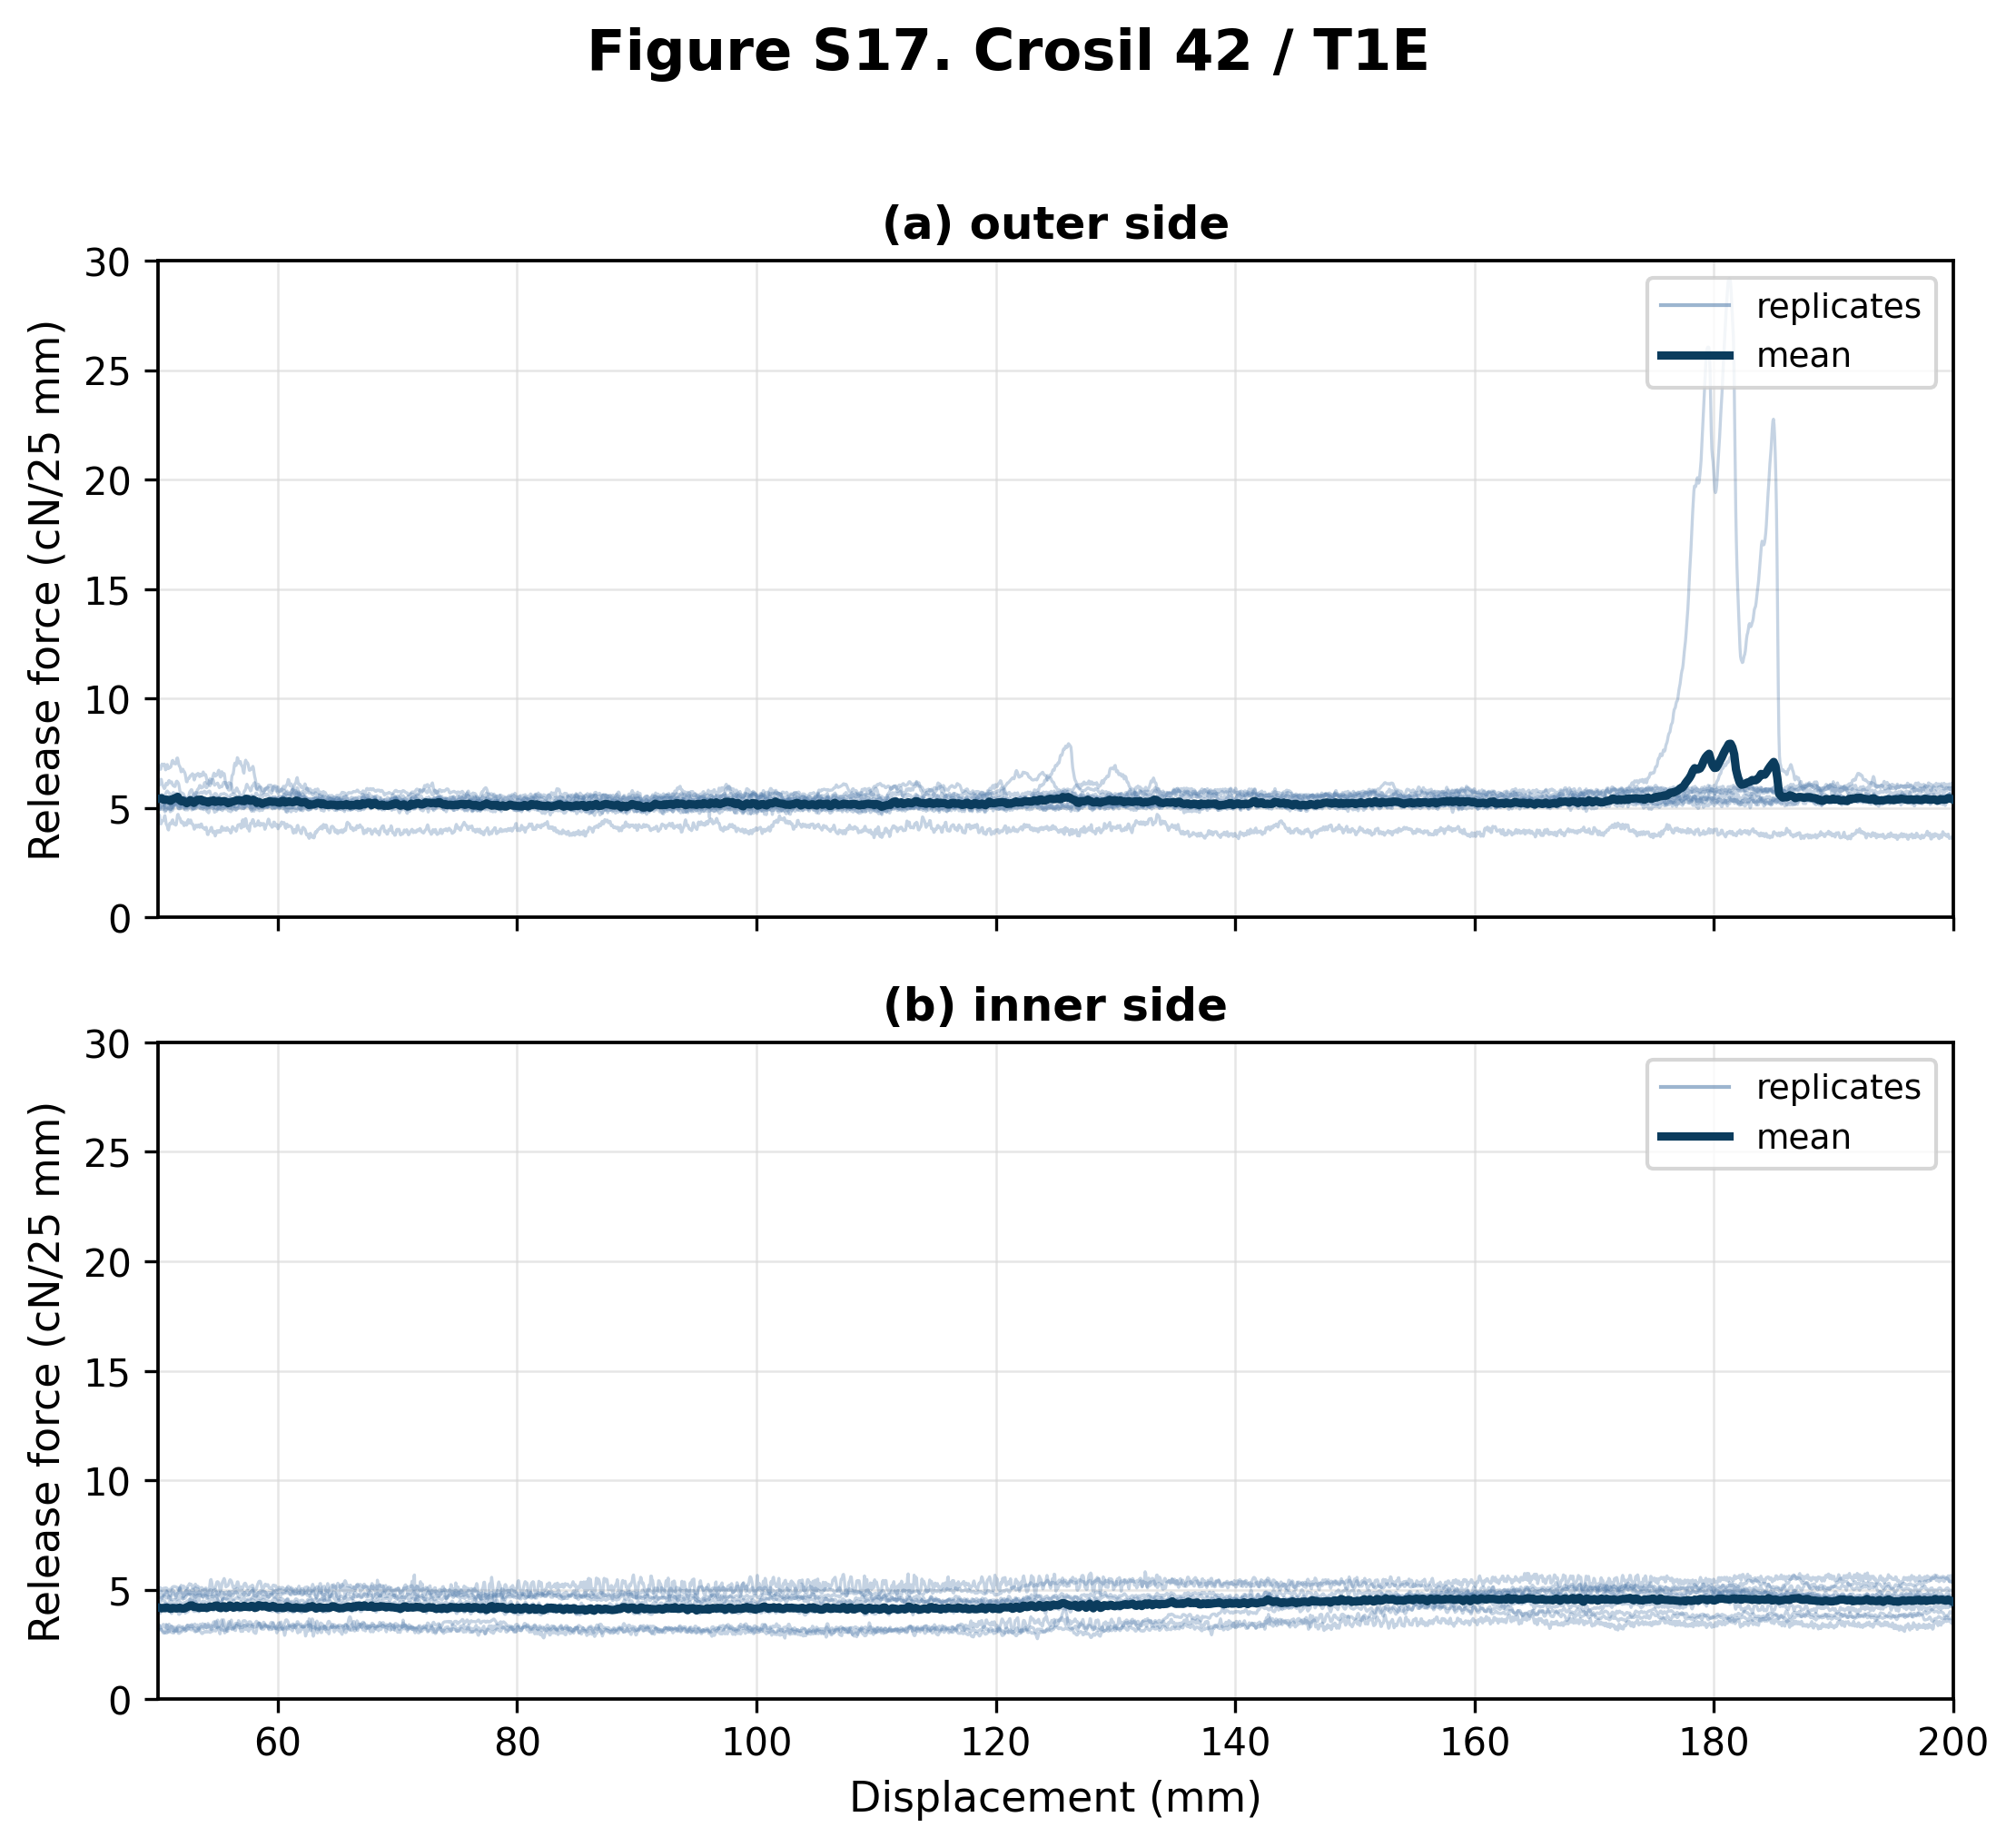 Figure S17. Crosil 42 / T1E
(a) outer side
30
25
20
15
10
5
0
Release force (cN/25 mm)
replicates
mean
(b) inner side
30
25
20
15
10
5
0
Release force (cN/25 mm)
replicates
mean
60 80 100 120 140 160 180 200
Displacement (mm)